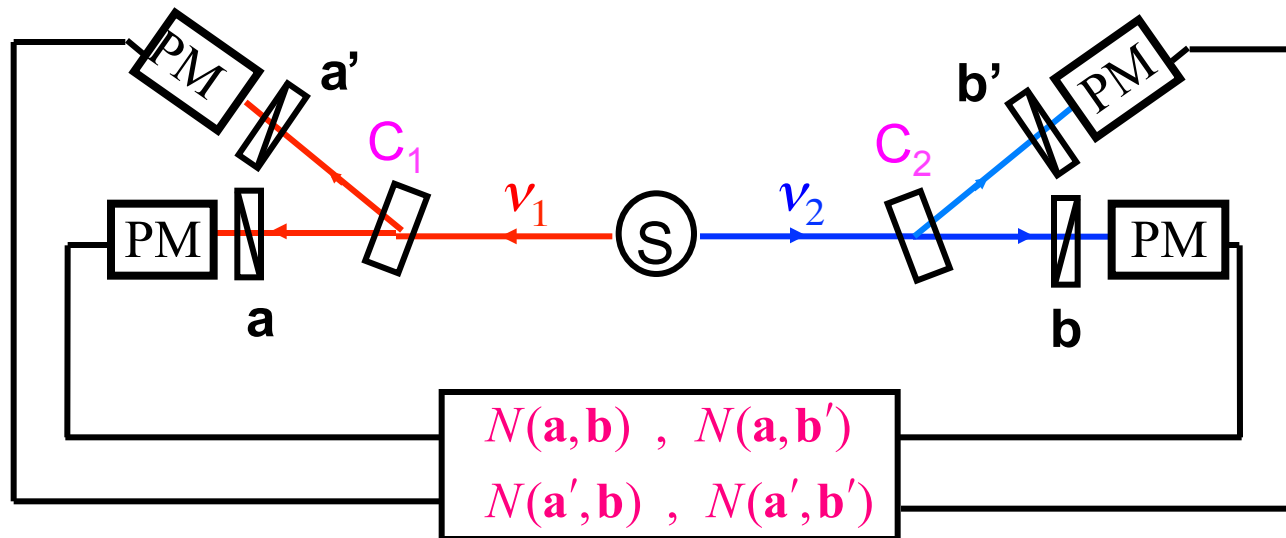 PM
a’
C₁
PM
a
ν₁
S
ν₂
C₂
b’
PM
PM
b
N(a,b) , N(a,b′)
N(a′,b) , N(a′,b′)